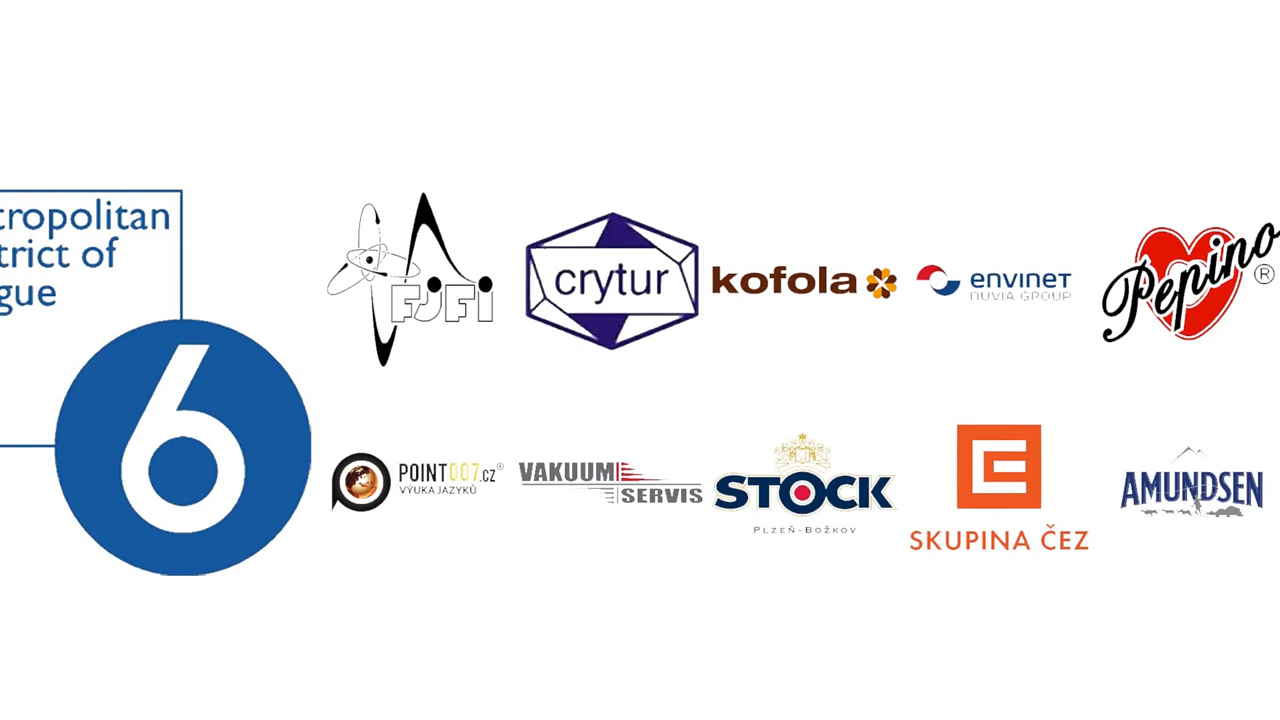 tropolitan
trict of
gue
6
FJFI
crytur
kofola
envinet
NUVIA GROUP
Pepino
®
POINT007.cz®
VÝUKA JAZYKŮ
VAKUUM
SERVIS
STOCK
PLZEŇ-BOŽKOV
SKUPINA ČEZ
AMUNDSEN